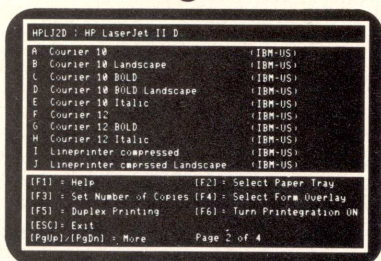 HPLJ2D : HP LaserJet II D
A Courier 10 (IBM-US)
B Courier 10 Landscape (IBM-US)
C Courier 10 BOLD (IBM-US)
D Courier 10 BOLD Landscape (IBM-US)
E Courier 10 Italic (IBM-US)
F Courier 12 (IBM-US)
G Courier 12 BOLD (IBM-US)
H Courier 12 Italic (IBM-US)
I Lineprinter compressed (IBM-US)
J Lineprinter cmprssed Landscape (IBM-US)
[F1] = Help [F2] = Select Paper Tray
[F3] = Set Number of Copies [F4] = Select Form Overlay
[F5] = Duplex Printing [F6] = Turn Printegration ON
[ESC] = Exit
[PgUp]/[PgDn] = More Page 2 of 4